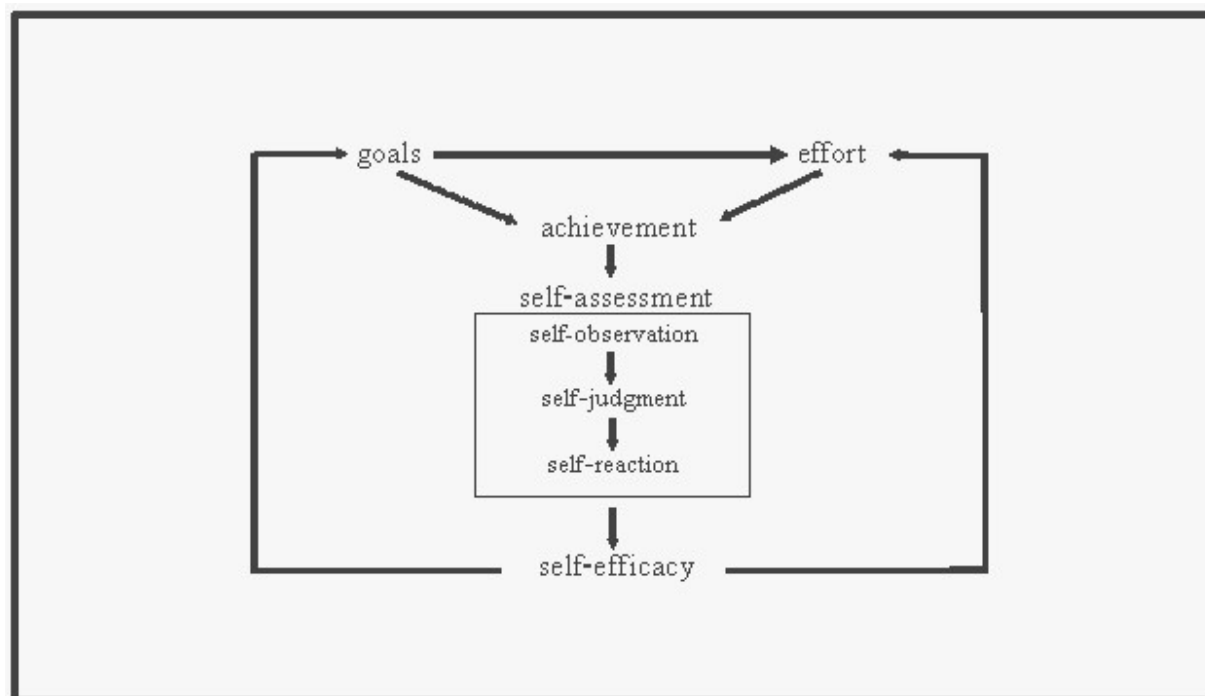 goals effort
achievement
self-assessment
self-observation
self-judgment
self-reaction
self-efficacy